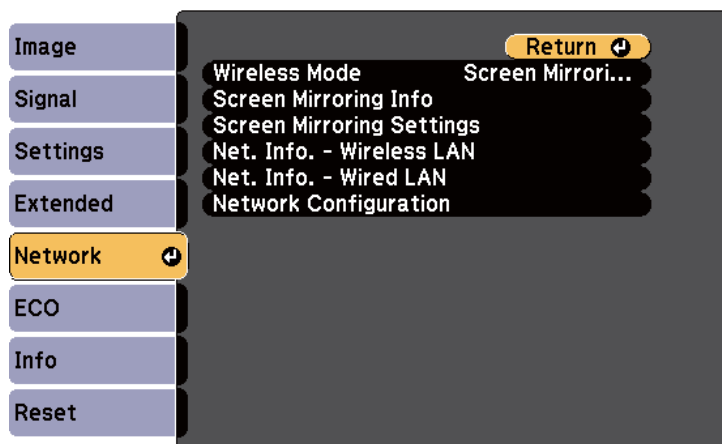 Image
Signal
Settings
Extended
Network
ECO
Info
Reset
Return
Wireless Mode Screen Mirrori...
Screen Mirroring Info
Screen Mirroring Settings
Net. Info. - Wireless LAN
Net. Info. - Wired LAN
Network Configuration